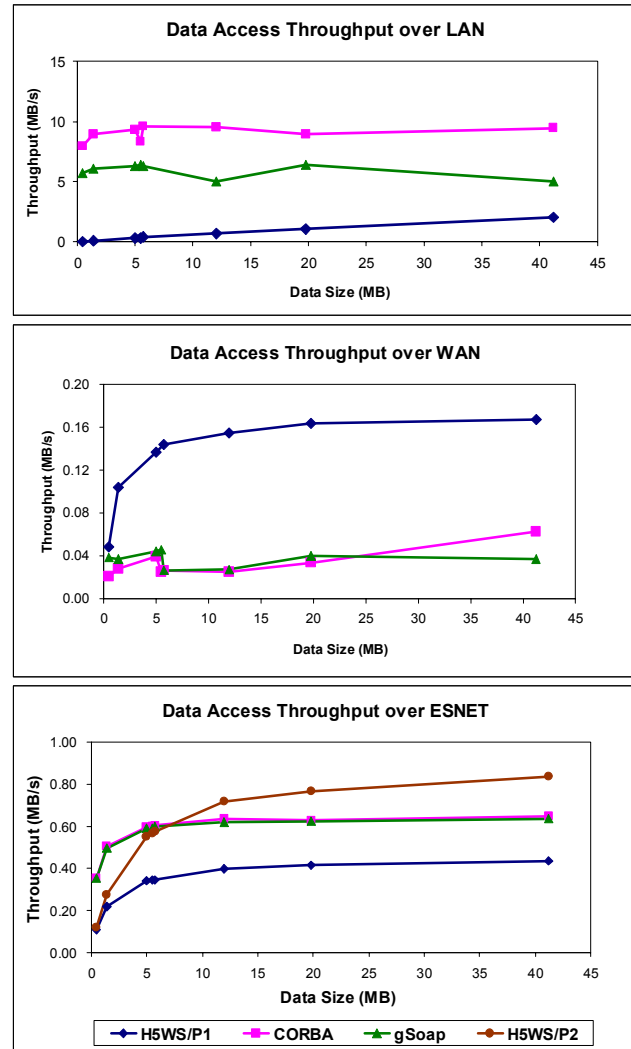 Data Access Throughput over LAN
Throughput (MB/s)
15
10
5
0
0 5 10 15 20 25 30 35 40 45
Data Size (MB)
Data Access Throughput over WAN
Throughput (MB/s)
0.20
0.16
0.12
0.08
0.04
0.00
0 5 10 15 20 25 30 35 40 45
Data Size (MB)
Data Access Throughput over ESNET
Throughput (MB/s)
1.00
0.80
0.60
0.40
0.20
0.00
0 5 10 15 20 25 30 35 40 45
Data Size (MB)
H5WS/P1 CORBA gSoap H5WS/P2